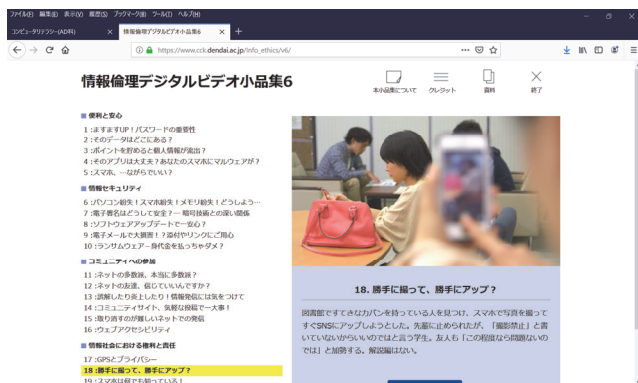 ファイル(F) 編集(E) 表示(V) 履歴(S) ブックマーク(B) ツール(T) ヘルプ(H)
コンピュータリテラシー(AD科)
情報倫理デジタルビデオ小品集6
https://www.cck.dendai.ac.jp/Info_ethics/v6/
情報倫理デジタルビデオ小品集6
本小品集について クレジット 資料 終了
便利と安心
1 :ますますUP！パスワードの重要性
2 :そのデータはどこにある？
3 :ポイントを貯めると個人情報が流出？
4 :そのアプリは大丈夫？あなたのスマホにマルウェアが？
5 :スマホ、…ながらでいい？
情報セキュリティ
6 :パソコン紛失！スマホ紛失！メモリ紛失！どうしよう…
7 :電子署名はどうして安全？― 暗号技術との深い関係
8 :ソフトウェアアップデートで一安心？
9 :電子メールで大損害！？添付やリンクにご用心
10 :ランサムウェア－身代金を払っちゃダメ？
コミュニティへの参加
11 :ネットの多数派、本当に多数派？
12 :ネットの友達、信じていいんですか？
13 :誤解したり炎上したり！情報発信には気をつけて
14 :コミュニティサイト、気軽な投稿で一大事！
15 :取り消すのが難しいネットでの発信
16 :ウェブアクセシビリティ
情報社会における権利と責任
17 :GPSとプライバシー
18 :勝手に撮って、勝手にアップ？
19 :スマホは何でも知っている！
18. 勝手に撮って、勝手にアップ？
図書館ですてきなカバンを持っている人を見つけ、スマホで写真を撮って
すぐSNSにアップしようとした。先輩に止められたが、「撮影禁止」と書
いていないからいいのではと言う学生。友人も「この程度なら問題ないの
では」と加勢する。解説編はない。